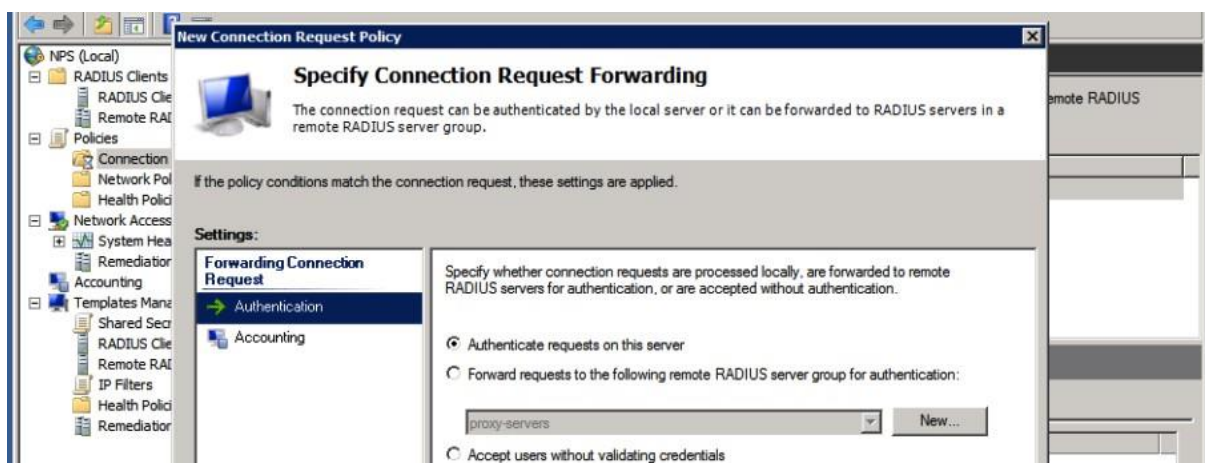 New Connection Request Policy
NPS (Local)
RADIUS Clients
RADIUS Clie
Remote RAD
Policies
Connection
Network Pol
Health Polici
Network Access
System Hea
Remediation
Accounting
Templates Mana
Shared Secr
RADIUS Clie
Remote RAD
IP Filters
Health Polici
Remediation
Specify Connection Request Forwarding
The connection request can be authenticated by the local server or it can be forwarded to RADIUS servers in a
remote RADIUS server group.
If the policy conditions match the connection request, these settings are applied.
Settings:
Forwarding Connection
Request
Authentication
Accounting
Specify whether connection requests are processed locally, are forwarded to remote
RADIUS servers for authentication, or are accepted without authentication.
Authenticate requests on this server
Forward requests to the following remote RADIUS server group for authentication:
proxy-servers
New...
Accept users without validating credentials
emote RADIUS